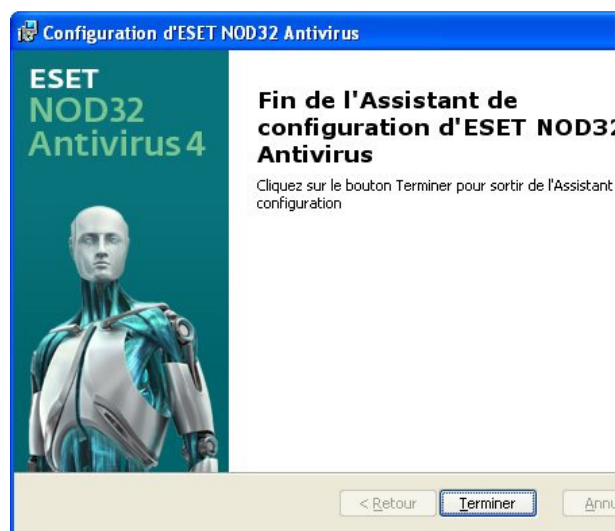 Configuration d'ESET NOD32 Antivirus
ESET
NOD32
Antivirus 4
Fin de l'Assistant de
configuration d'ESET NOD32
Antivirus
Cliquez sur le bouton Terminer pour sortir de l'Assistant
configuration
< Retour
Terminer
Annu